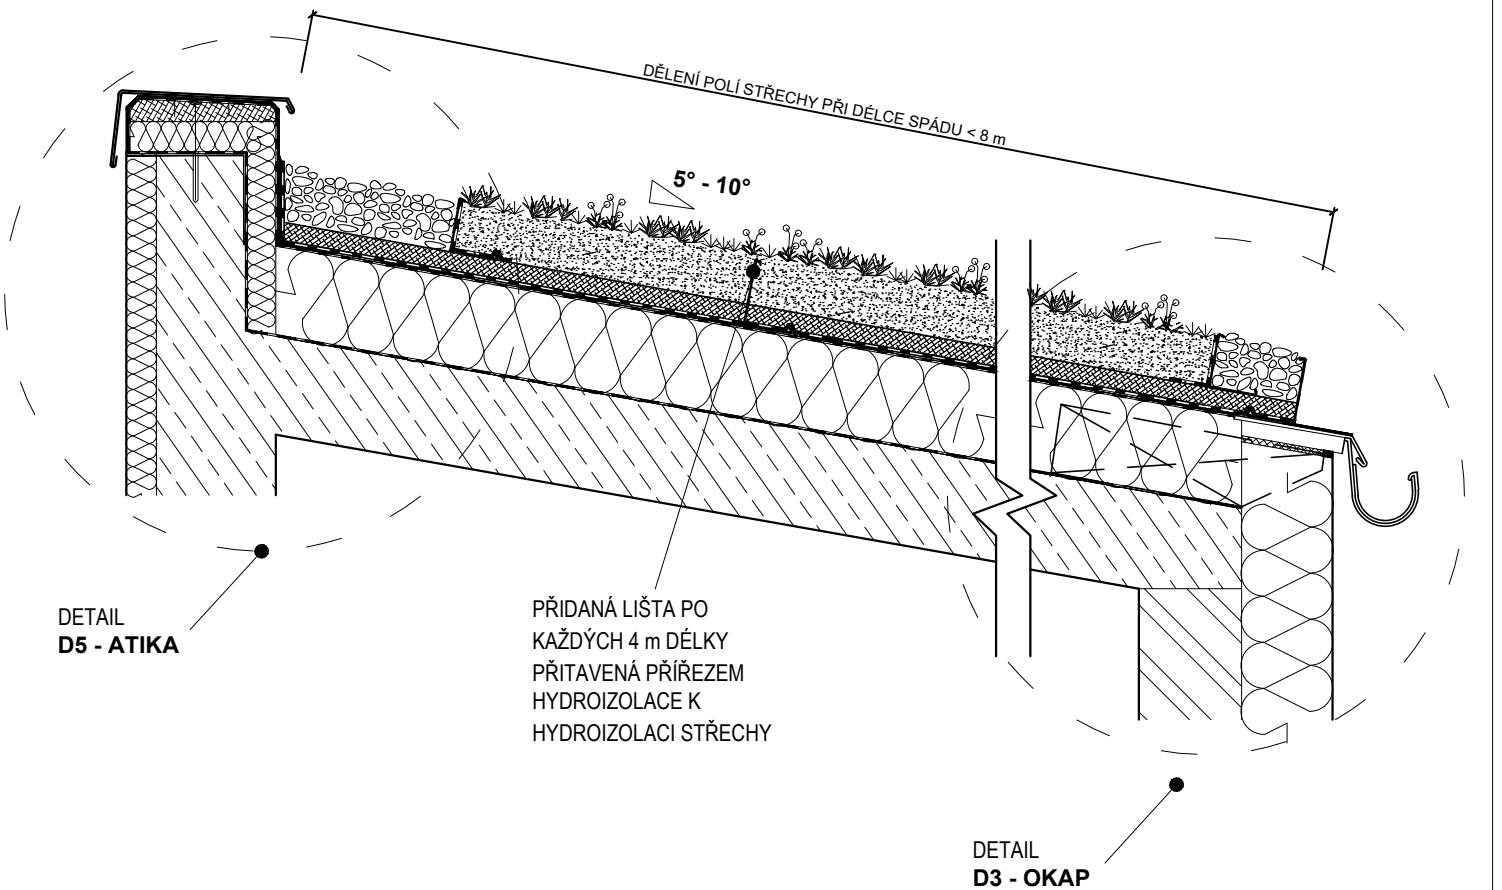 DĚLENÍ POLÍ STŘECHY PŘI DÉLCE SPÁDU < 8 m
5° - 10°
DETAIL
D5 - ATIKA
PŘIDANÁ LIŠTA PO
KAŽDÝCH 4 m DÉLKY
PŘITAVENÁ PŘÍŘEZEM
HYDROIZOLACE K
HYDROIZOLACI STŘECHY
DETAIL
D3 - OKAP